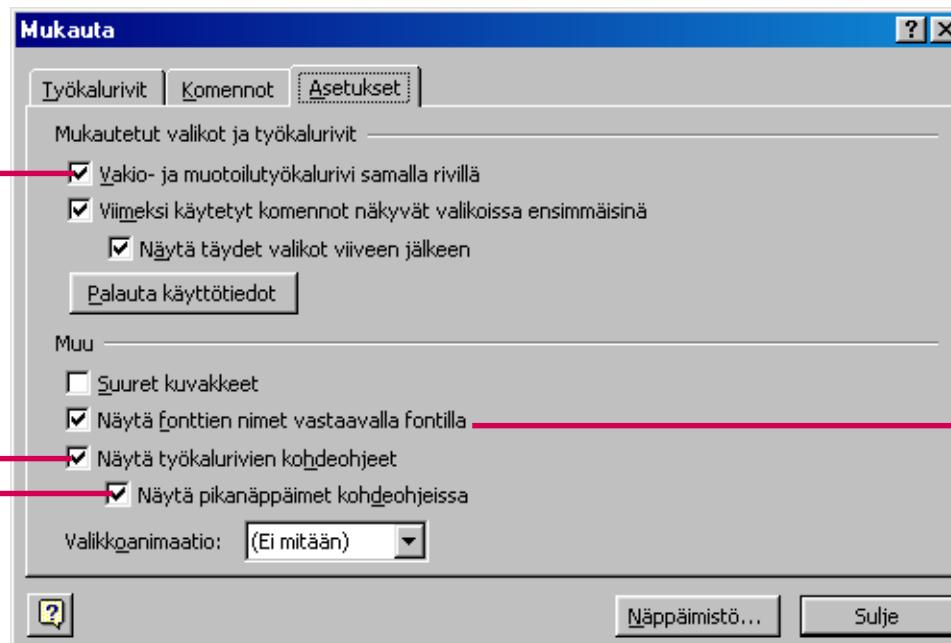 Mukauta
Työkalurivit Komennot Asetukset
Mukautetut valikot ja työkalurivit
Vakio- ja muotoilutyökalurivi samalla rivillä
Viimeksi käytetyt komennot näkyvät valikoissa ensimmäisinä
Näytä täydet valikot viiveen jälkeen
Palauta käyttötiedot
Muu
Suuret kuvakkeet
Näytä fonttien nimet vastaavalla fontilla
Näytä työkalurivien kohdeohjeet
Näytä pikanäppäimet kohdeohjeissa
Valikkoanimaatio: (Ei mitään)
Näppäimistö... Sulje